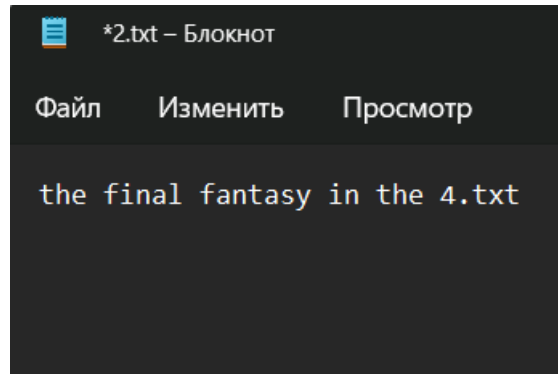 *2.txt – Блокнот
Файл Изменить Просмотр
the final fantasy in the 4.txt